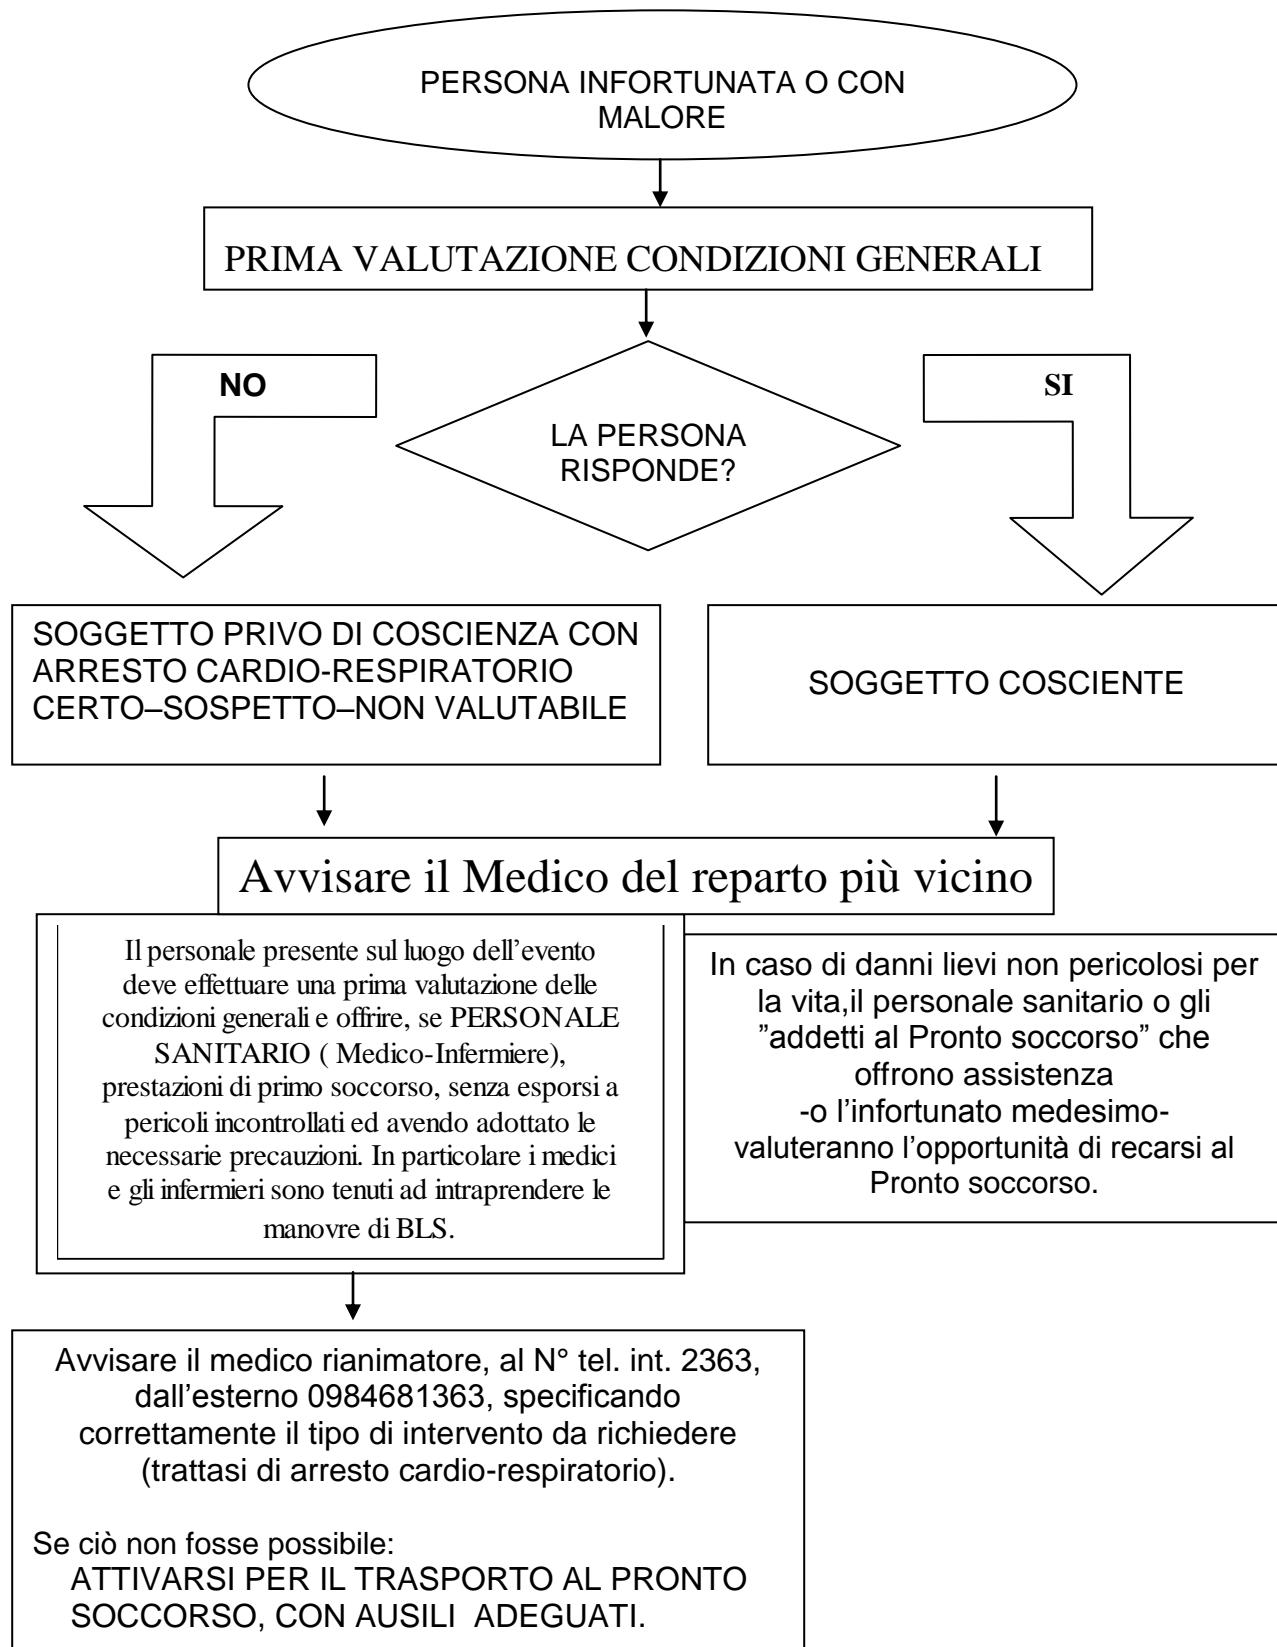 PERSONA INFORTUNATA O CON
MALORE
PRIMA VALUTAZIONE CONDIZIONI GENERALI
NO
SI
LA PERSONA
RISPONDE?
SOGGETTO PRIVO DI COSCIENZA CON
ARRESTO CARDIO-RESPIRATORIO
CERTO–SOSPETTO–NON VALUTABILE
SOGGETTO COSCIENTE
Avvisare il Medico del reparto più vicino
Il personale presente sul luogo dell’evento
deve effettuare una prima valutazione delle
condizioni generali e offrire, se PERSONALE
SANITARIO ( Medico-Infermiere),
prestazioni di primo soccorso, senza esporsi a
pericoli incontrollati ed avendo adottato le
necessarie precauzioni. In particolare i medici
e gli infermieri sono tenuti ad intraprendere le
manovre di BLS.
In caso di danni lievi non pericolosi per
la vita,il personale sanitario o gli
”addetti al Pronto soccorso” che
offrono assistenza
-o l’infortunato medesimo-
valuteranno l’opportunità di recarsi al
Pronto soccorso.
Avvisare il medico rianimatore, al N° tel. int. 2363,
dall’esterno 0984681363, specificando
correttamente il tipo di intervento da richiedere
(trattasi di arresto cardio-respiratorio).
Se ciò non fosse possibile:
ATTIVARSI PER IL TRASPORTO AL PRONTO
SOCCORSO, CON AUSILI  ADEGUATI.